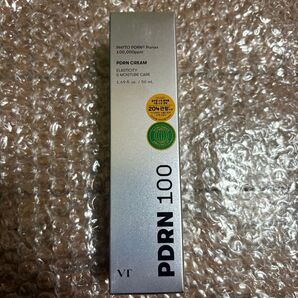 PHYTO PDRN® Panax
100,000ppm
PDRN CREAM
ELASTICITY
& MOISTURE CARE
1.69 fl.oz. / 50 mL
PDRN 100
VT